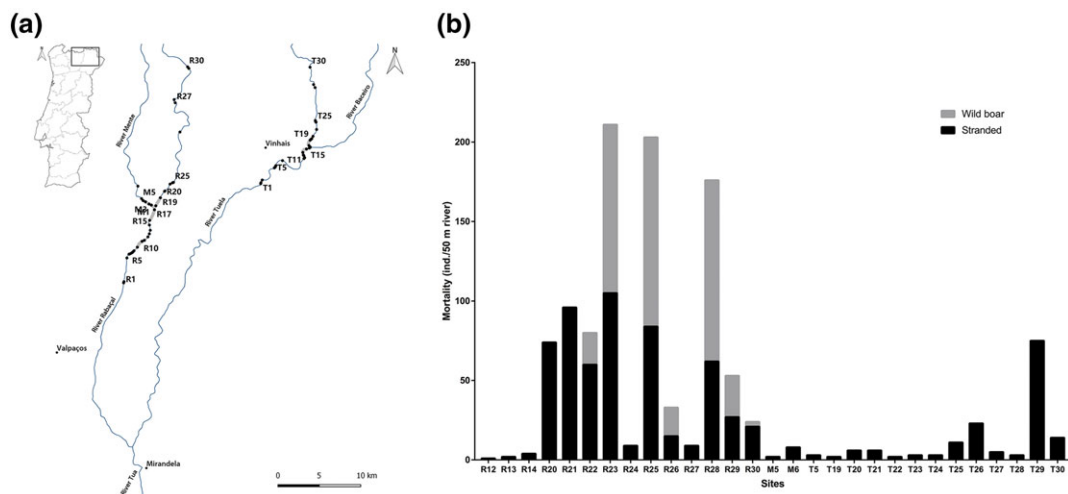 (a)
N
R30
T30
R27
River Mente
River Baceiro
T25
T19
Vinhais
T15
T11
T5
T1
R25
M5
R20
R19
M1
R17
R15
River Tuela
R10
R5
R1
River Rabaçal
Valpaços
Mirandela
River Tua
0 5 10 km
(b)
250
200
150
100
50
0
Mortality (ind./50 m river)
Wild boar
Stranded
R12 R13 R14 R20 R21 R22 R23 R24 R25 R26 R27 R28 R29 R30 M5 M6 T5 T19 T20 T21 T22 T23 T24 T25 T26 T27 T28 T29 T30
Sites